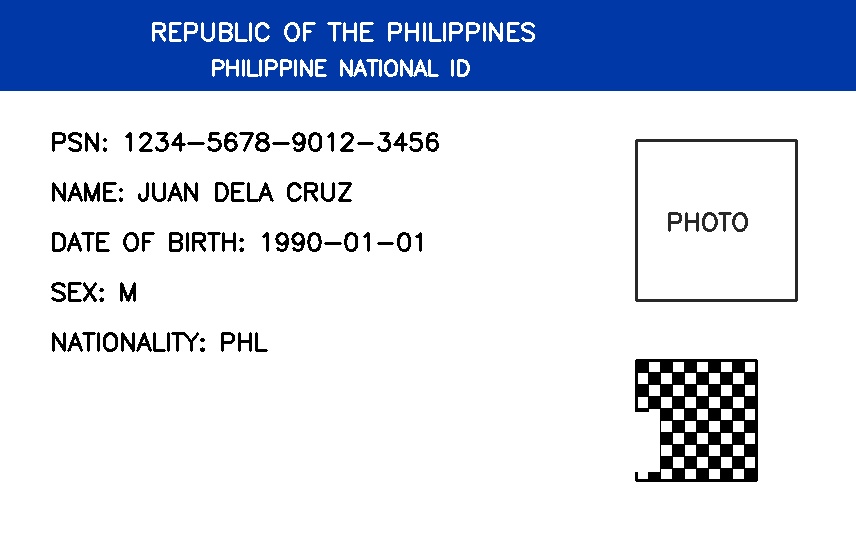 REPUBLIC OF THE PHILIPPINES
PHILIPPINE NATIONAL ID
PSN: 1234-5678-9012-3456
NAME: JUAN DELA CRUZ
DATE OF BIRTH: 1990-01-01
SEX: M
NATIONALITY: PHL
PHOTO